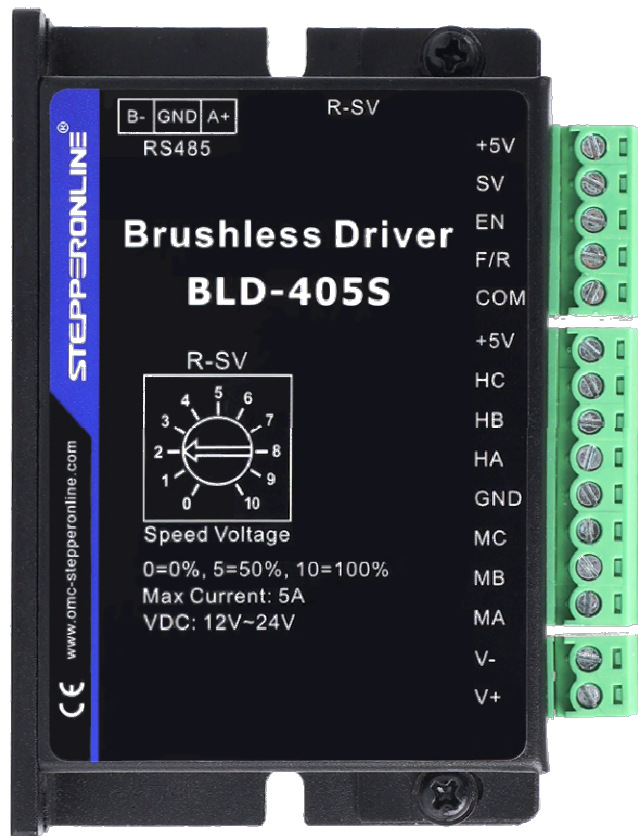 B- GND A+
RS485
R-SV
STEPPERONLINE®
www.omc-stepperonline.com
CE
Brushless Driver
BLD-405S
R-SV
0 1 2 3 4 5 6 7 8 9 10
Speed Voltage
0=0%, 5=50%, 10=100%
Max Current: 5A
VDC: 12V~24V
+5V
SV
EN
F/R
COM
+5V
HC
HB
HA
GND
MC
MB
MA
V-
V+